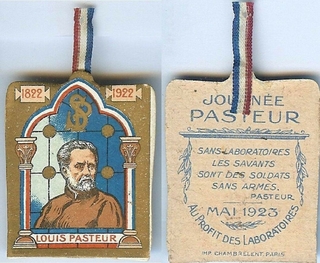 1822 1922
SP
LOUIS PASTEUR
JOURNÉE
PASTEUR
SANS LABORATOIRES
LES SAVANTS
SONT DES SOLDATS
SANS ARMES.
PASTEUR
MAI 1923
AU PROFIT DES LABORATOIRES
IMP. CHAMBRELENT. PARIS